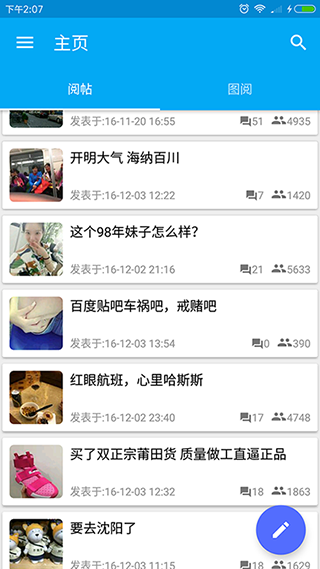 下午2:07
主页
阅帖
图阅
发表于:16-11-20 16:55
51
4935
开明大气 海纳百川
发表于:16-12-03 12:22
7
1420
这个98年妹子怎么样?
发表于:16-12-02 21:16
21
5633
百度贴吧车祸吧，戒赌吧
发表于:16-12-03 13:54
0
390
红眼航班，心里哈斯斯
发表于:16-12-02 23:40
17
4748
买了双正宗莆田货 质量做工直逼正品
发表于:16-12-03 12:32
18
1863
要去沈阳了
发表于:16-12-03 11:15
18